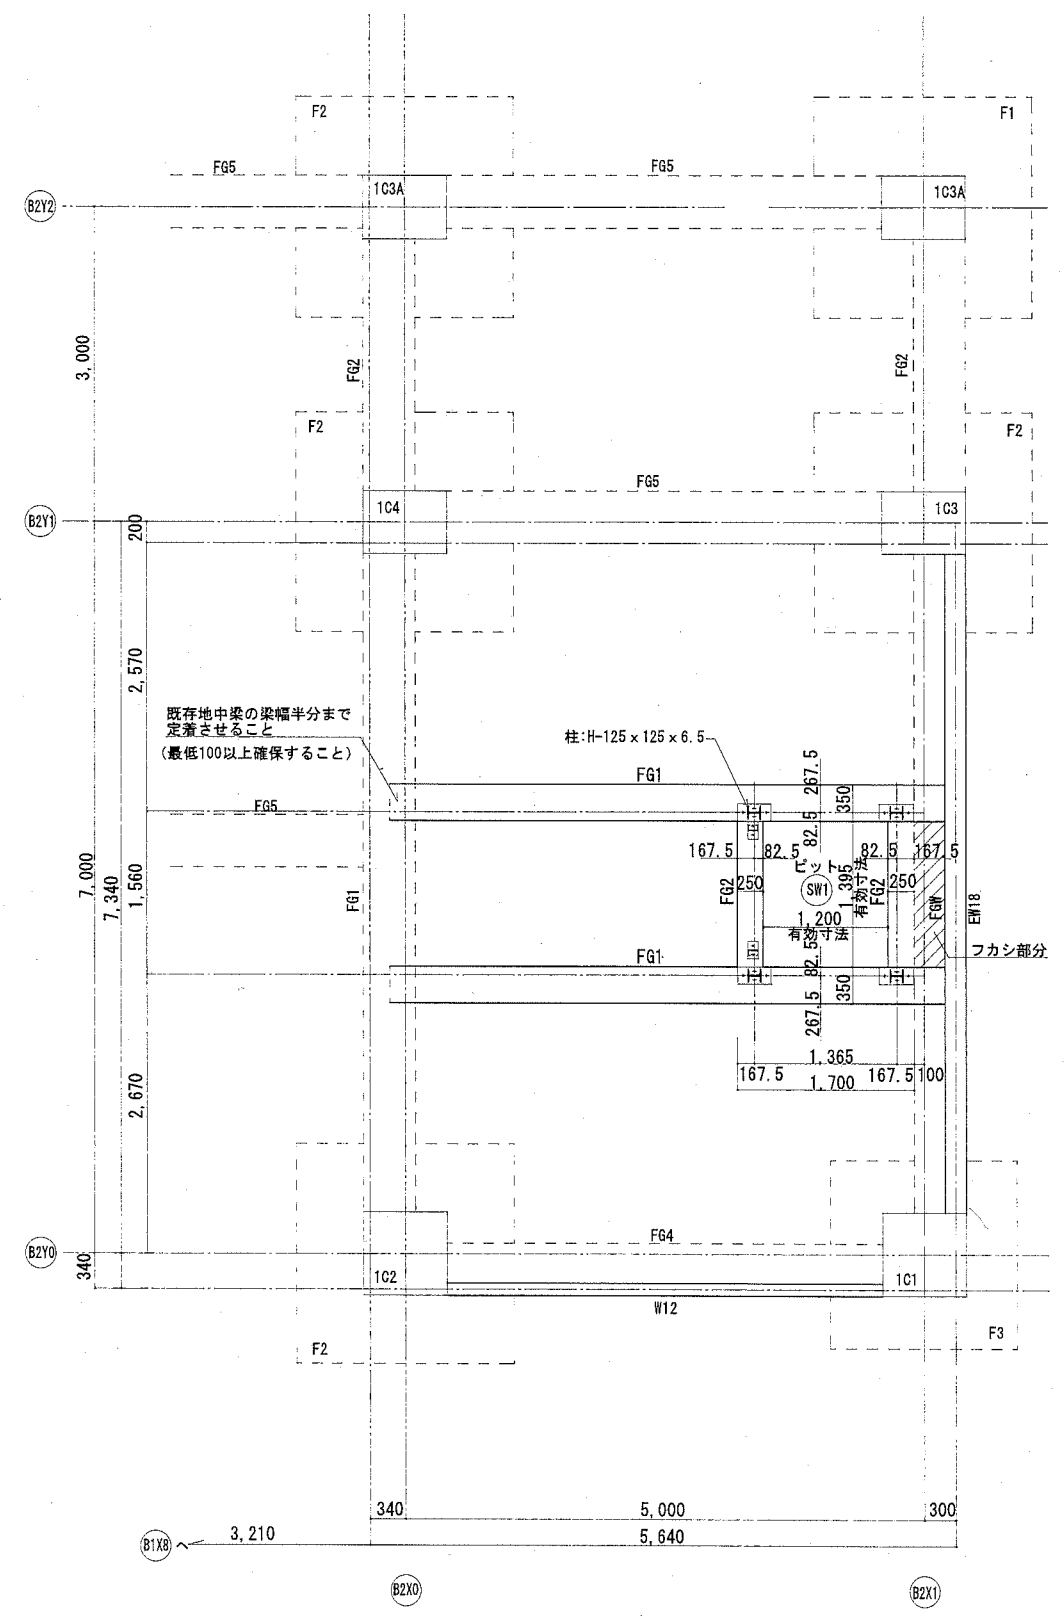 F2
F1
FG5
FG5
1C3A
1C3A
B2Y2
3,000
FG2
FG2
F2
F2
FG5
1C4
1C3
B2Y1
200
2,570
既存地中梁の梁幅半分まで
定着させること
(最低100以上確保すること)
柱:H-125×125×6.5
267.5
FG1
350
FG5
82.5
167.5
82.5
82.5
167.5
ピット
7,000
7,340
1,560
FG1
FG2
250
SW1
1,395
有効寸法
FG2
250
FGW
EW18
1,200
有効寸法
フカシ部分
FG1
82.5
350
267.5
1,365
167.5
167.5
100
1,700
2,670
B2Y0
340
FG4
1C2
1C1
W12
F2
F3
340
5,000
300
B1X8
へ
3,210
5,640
B2X0
B2X1